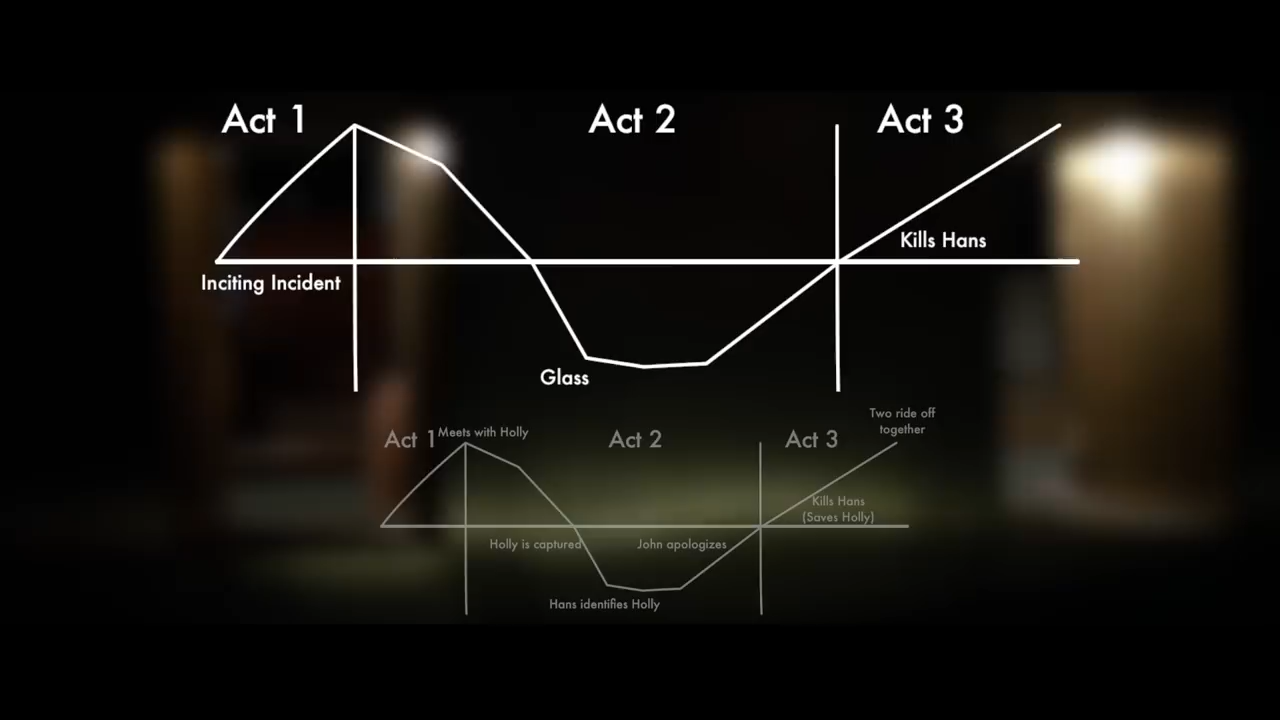 Act 1
Act 2
Act 3
Kills Hans
Inciting Incident
Glass
Two ride off
together
Act 1
Meets with Holly
Act 2
Act 3
Kills Hans
(Saves Holly)
Holly is captured
John apologizes
Hans identifies Holly